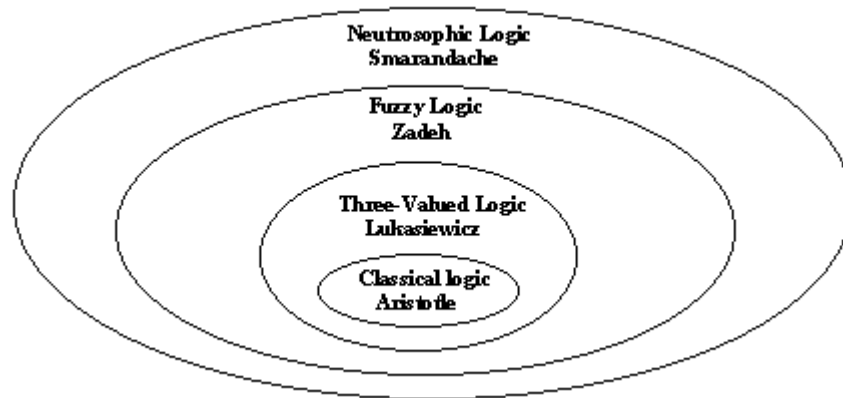 Neutrosophic Logic
Smarandache
Fuzzy Logic
Zadeh
Three-Valued Logic
Lukasiewicz
Classical logic
Aristotle